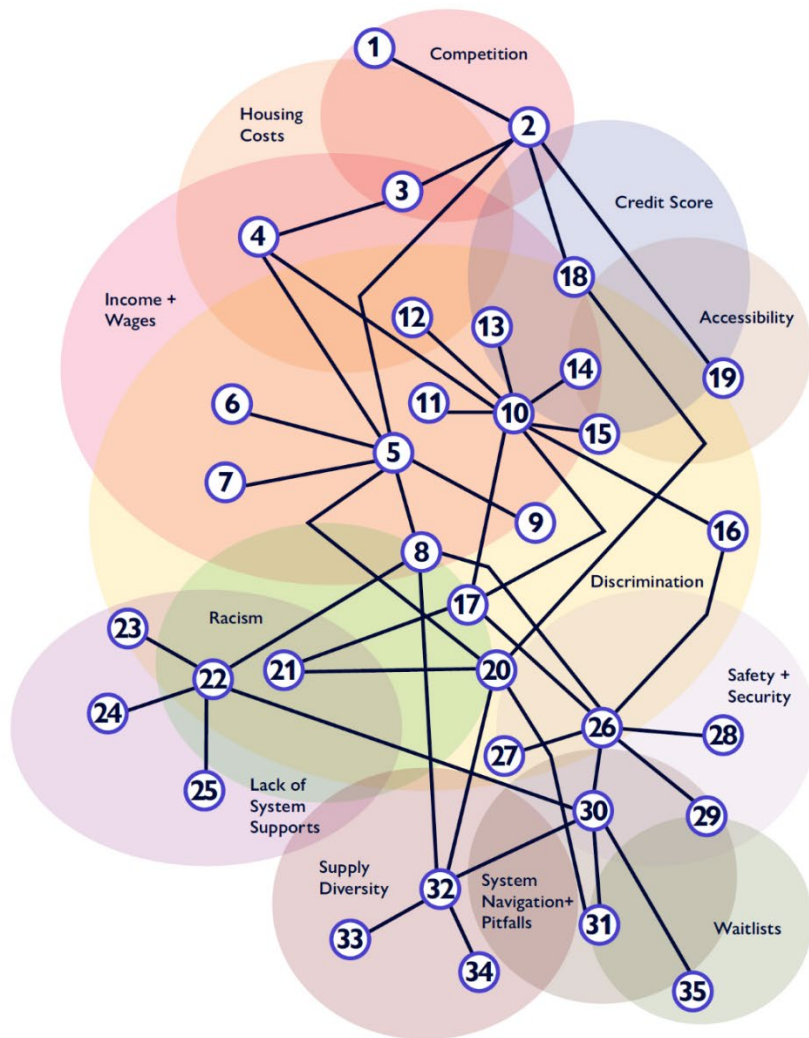 1
Competition
Housing
Costs
2
3
Credit Score
4
18
Income +
Wages
12
13
Accessibility
14
19
6
11
10
15
5
7
9
16
8
Discrimination
17
Racism
23
21
20
22
Safety +
Security
24
26
28
27
25
Lack of
System
Supports
30
29
Supply
Diversity
32
System
Navigation+
Pitfalls
31
Waitlists
33
34
35